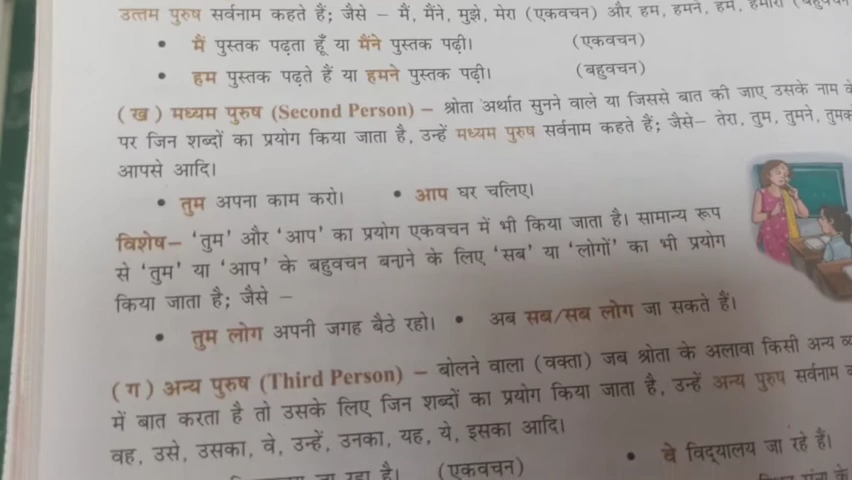 उत्तम पुरुष सर्वनाम कहते हैं; जैसे – मैं, मैंने, मुझे, मेरा (एकवचन) और हम, हमने, हमें, हमारा
• मैं पुस्तक पढ़ता हूँ या मैंने पुस्तक पढ़ी। (एकवचन)
• हम पुस्तक पढ़ते हैं या हमने पुस्तक पढ़ी। (बहुवचन)
(ख) मध्यम पुरुष (Second Person) – श्रोता अर्थात सुनने वाले या जिससे बात की जाए उसके नाम
पर जिन शब्दों का प्रयोग किया जाता है, उन्हें मध्यम पुरुष सर्वनाम कहते हैं; जैसे– तेरा, तुम, तुमने,
आपसे आदि।
• तुम अपना काम करो। • आप घर चलिए।
विशेष– ‘तुम’ और ‘आप’ का प्रयोग एकवचन में भी किया जाता है। सामान्य रूप
से ‘तुम’ या ‘आप’ के बहुवचन बनाने के लिए ‘सब’ या ‘लोगों’ का भी प्रयोग
किया जाता है; जैसे –
• तुम लोग अपनी जगह बैठे रहो। • अब सब/सब लोग जा सकते हैं।
(ग) अन्य पुरुष (Third Person) – बोलने वाला (वक्ता) जब श्रोता के अलावा किसी अन्य
में बात करता है तो उसके लिए जिन शब्दों का प्रयोग किया जाता है, उन्हें अन्य पुरुष सर्वनाम
वह, उसे, उसका, वे, उन्हें, उनका, यह, ये, इसका आदि।
• वे विद्यालय जा रहे हैं।
जा रहा है। (एकवचन)